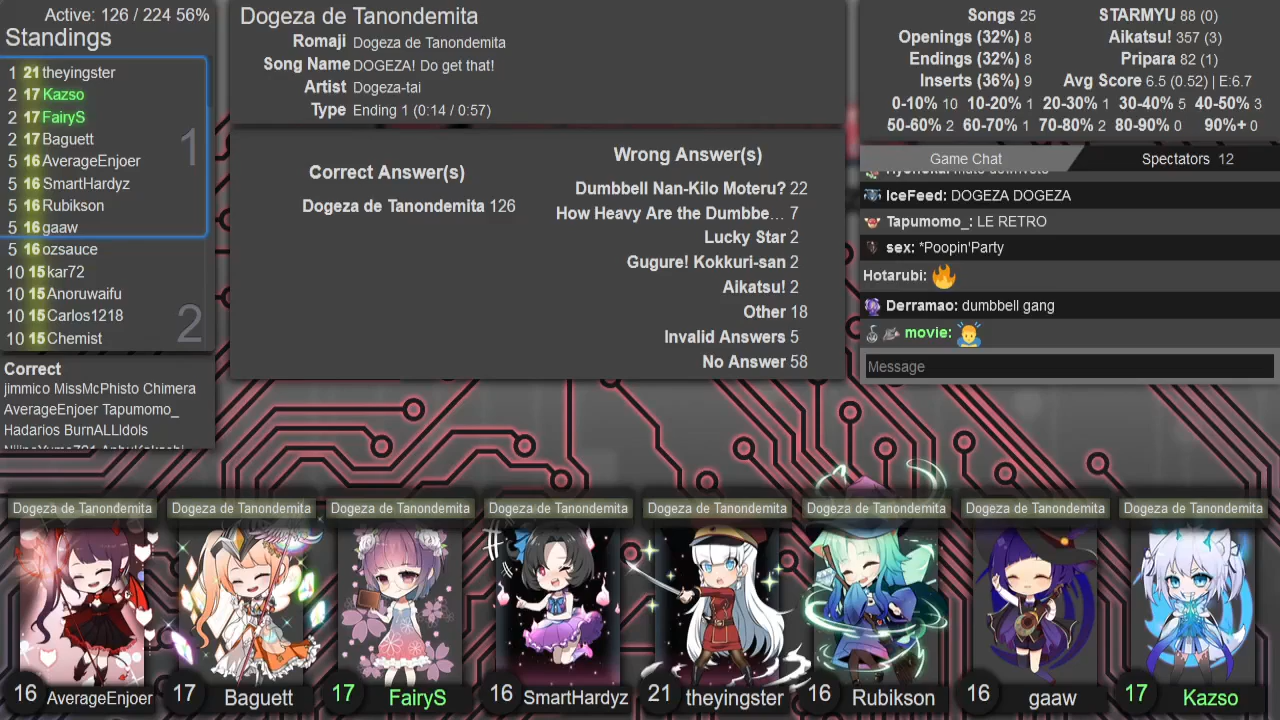 Active: 126 / 224 56%
Standings
1 21 theyingster
2 17 Kazso
2 17 FairyS
2 17 Baguett
5 16 AverageEnjoer
5 16 SmartHardyz
5 16 Rubikson
5 16 gaaw
1
5 16 ozsauce
10 15 kar72
10 15 Anoruwaifu
10 15 Carlos1218
10 15 Chemist
2
Correct
jimmico MissMcPhisto Chimera
AverageEnjoer Tapumomo_
Hadarios BurnALLIdols
Dogeza de Tanondemita
Romaji Dogeza de Tanondemita
Song Name DOGEZA! Do get that!
Artist Dogeza-tai
Type Ending 1 (0:14 / 0:57)
Correct Answer(s)
Dogeza de Tanondemita 126
Wrong Answer(s)
Dumbbell Nan-Kilo Moteru? 22
How Heavy Are the Dumbbe... 7
Lucky Star 2
Gugure! Kokkuri-san 2
Aikatsu! 2
Other 18
Invalid Answers 5
No Answer 58
Songs 25
Openings (32%) 8
Endings (32%) 8
Inserts (36%) 9
STARMYU 88 (0)
Aikatsu! 357 (3)
Pripara 82 (1)
Avg Score 6.5 (0.52) | E:6.7
0-10% 10 10-20% 1 20-30% 1 30-40% 5 40-50% 3
50-60% 2 60-70% 1 70-80% 2 80-90% 0 90%+ 0
Game Chat
Spectators 12
IceFeed: DOGEZA DOGEZA
Tapumomo_: LE RETRO
sex: *Poopin'Party
Hotarubi:
Derramao: dumbbell gang
movie:
Message
Dogeza de Tanondemita
Dogeza de Tanondemita
Dogeza de Tanondemita
Dogeza de Tanondemita
Dogeza de Tanondemita
Dogeza de Tanondemita
Dogeza de Tanondemita
Dogeza de Tanondemita
16 AverageEnjoer
17 Baguett
17 FairyS
16 SmartHardyz
21 theyingster
16 Rubikson
16 gaaw
17 Kazso